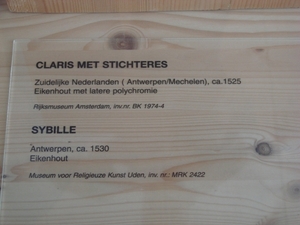 CLARIS MET STICHTERES
Zuidelijke Nederlanden ( Antwerpen/Mechelen), ca.1525
Eikenhout met latere polychromie
Rijksmuseum Amsterdam, inv.nr. BK 1874-4
SYBILLE
Antwerpen, ca. 1530
Eikenhout
Museum voor Religieuze Kunst Uden, inv. nr.: MRK 2422